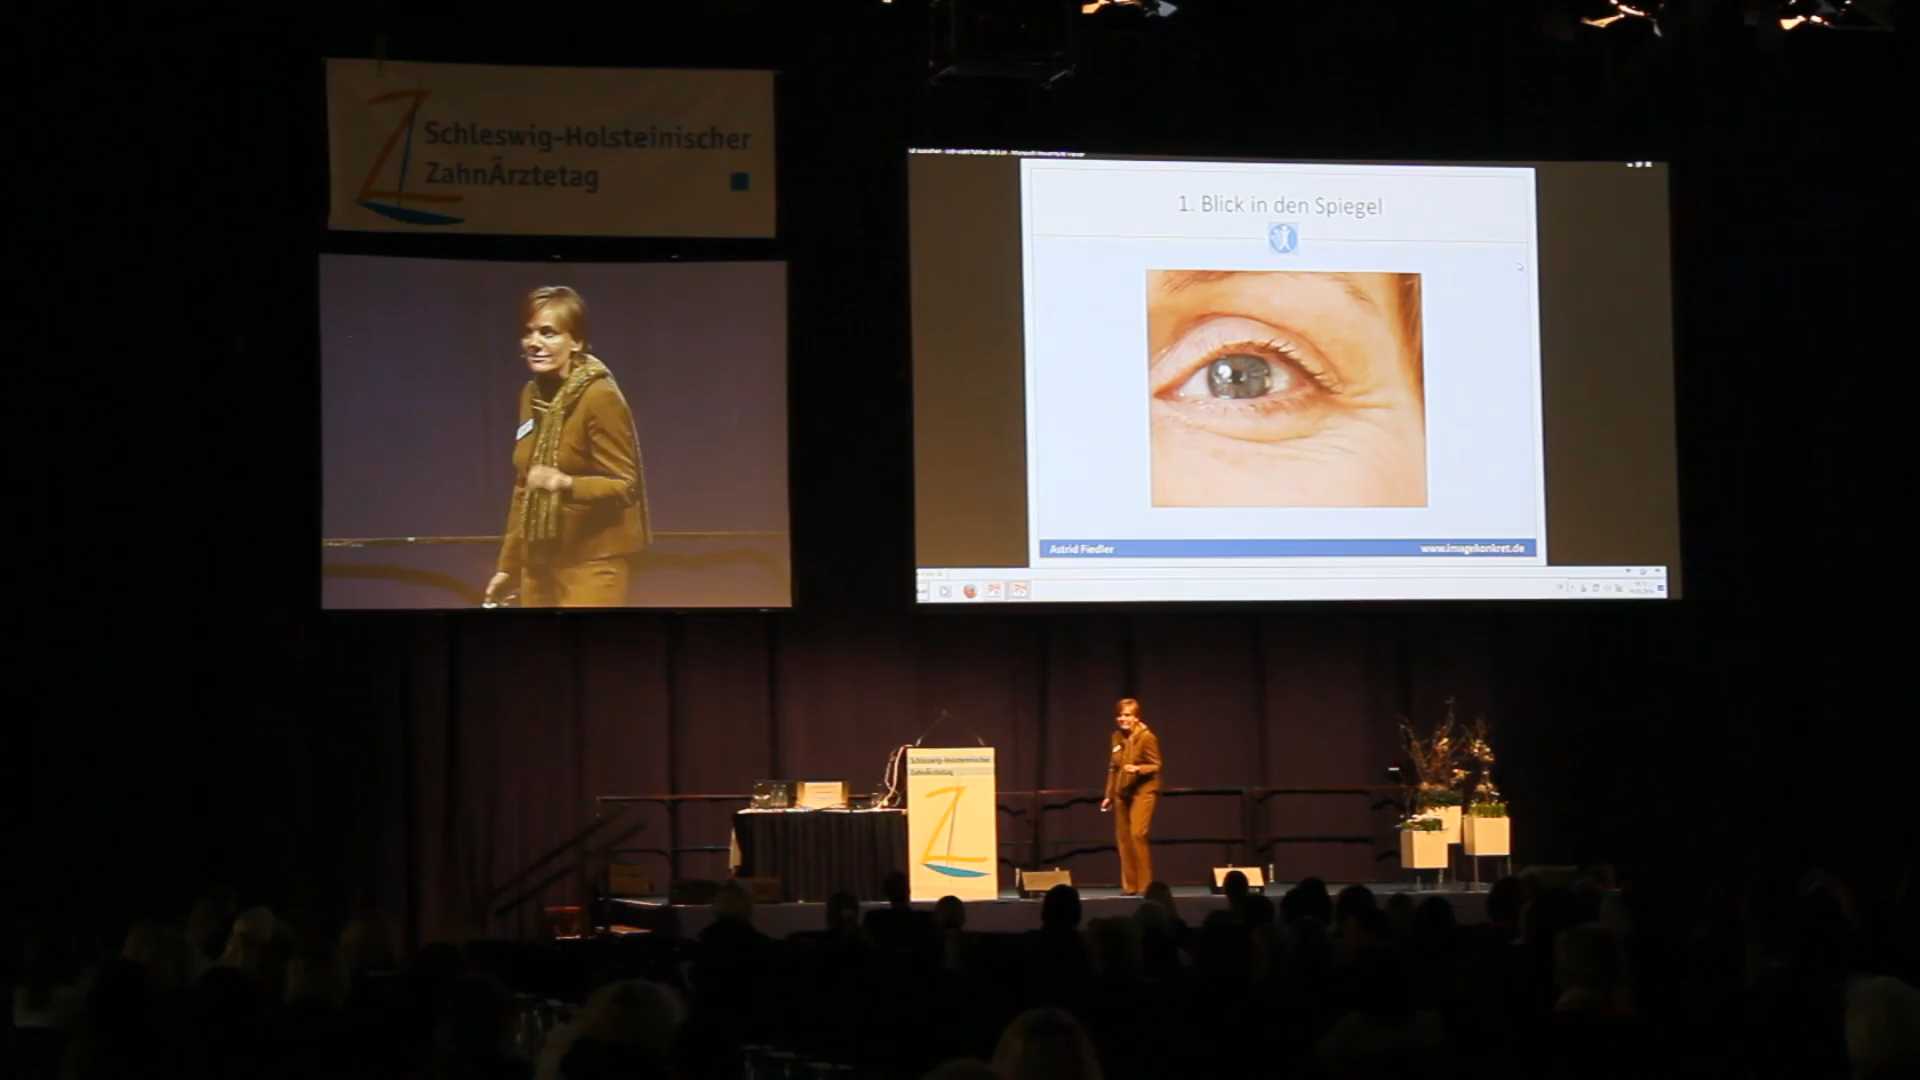 Schleswig-Holsteinischer
ZahnÄrztetag
1. Blick in den Spiegel
Astrid Fiedler
www.imagekonkret.de
Schleswig-Holsteinischer
ZahnÄrztetag